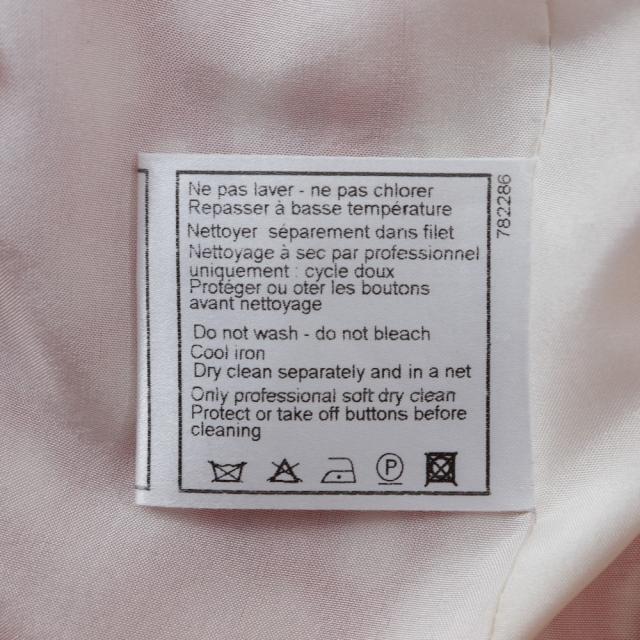 Ne pas laver - ne pas chlorer
Repasser à basse température
Nettoyer séparement dans filet
Nettoyage à sec par professionnel
uniquement : cycle doux
Protéger ou oter les boutons
avant nettoyage
Do not wash - do not bleach
Cool iron
Dry clean separately and in a net
Only professional soft dry clean
Protect or take off buttons before
cleaning
P
782286